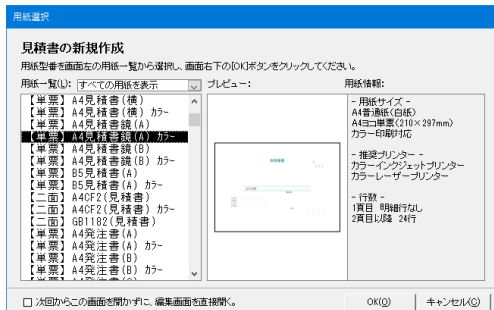 用紙選択
見積書の新規作成
用紙型番を画面左の用紙一覧から選択し、画面右下の[OK]ボタンをクリックしてください。
用紙一覧(L): すべての用紙を表示
プレビュー:
用紙情報:
【単票】 A4見積書(横)
【単票】 A4見積書(横) カラー
【単票】 A4見積書鏡(A)
【単票】 A4見積書鏡(A) カラー
【単票】 A4見積書鏡(B)
【単票】 A4見積書鏡(B) カラー
【単票】 B5見積書(A)
【単票】 B5見積書(A) カラー
【二面】 A4CF2(見積書)
【二面】 A4CF2(見積書) カラー
【二面】 GB1182(見積書)
【単票】 A4発注書(A)
【単票】 A4発注書(A) カラー
【単票】 A4発注書(B)
【単票】 A4発注書(B) カラー
- 用紙サイズ -
A4普通紙(白紙)
A4ヨコ単票(210×297mm)
カラー印刷対応
- 推奨プリンター -
カラーインクジェットプリンター
カラーレーザープリンター
- 行数 -
1頁目 明細行なし
2頁目以降 24行
次回からこの画面を開かずに、編集画面を直接開く。
OK(O)
キャンセル(C)